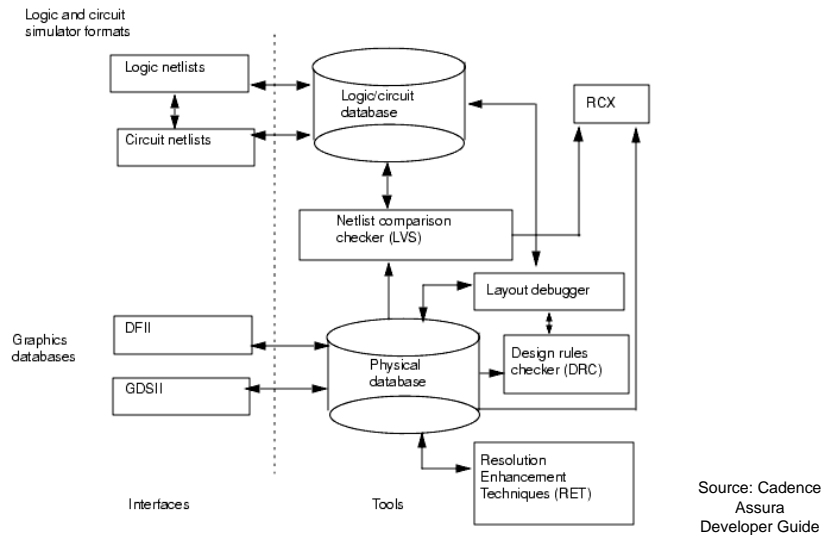 Logic and circuit
simulator formats
Logic netlists
Circuit netlists
Logic/circuit
database
RCX
Netlist comparison
checker (LVS)
Layout debugger
Graphics
databases
DFII
GDSII
Physical
database
Design rules
checker (DRC)
Resolution
Enhancement
Techniques (RET)
Interfaces
Tools
Source: Cadence
Assura
Developer Guide